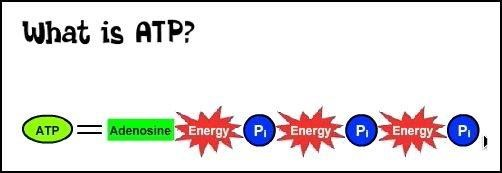 What is ATP?
ATP = Adenosine Energy Pi Energy Pi Energy Pi